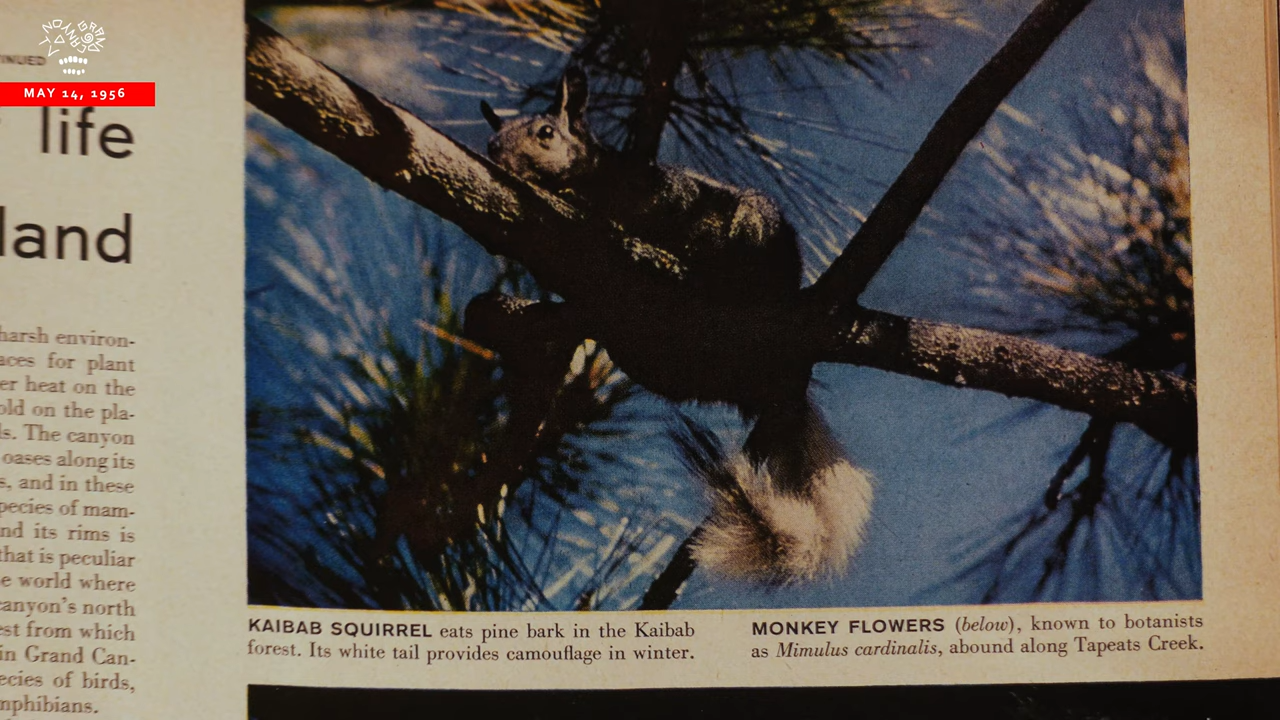 TINUED
MAY 14, 1956
life
land
harsh environ-
aces for plant
er heat on the
old on the pla-
ls. The canyon
oases along its
s, and in these
pecies of mam-
nd its rims is
that is peculiar
e world where
canyon's north
est from which
in Grand Can-
ecies of birds,
mphibians.
KAIBAB SQUIRREL eats pine bark in the Kaibab
forest. Its white tail provides camouflage in winter.
MONKEY FLOWERS (below), known to botanists
as Mimulus cardinalis, abound along Tapeats Creek.